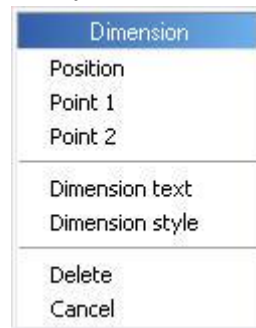 Dimension
Position
Point 1
Point 2
Dimension text
Dimension style
Delete
Cancel